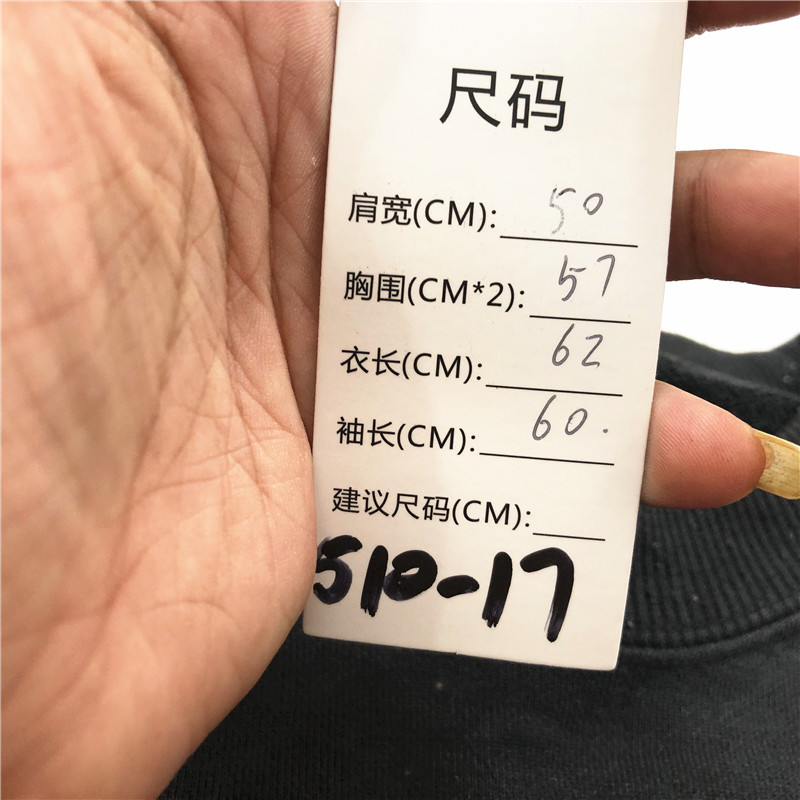 尺码
肩宽(CM): 50
胸围(CM*2): 57
衣长(CM): 62
袖长(CM): 60.
建议尺码(CM):
510-17